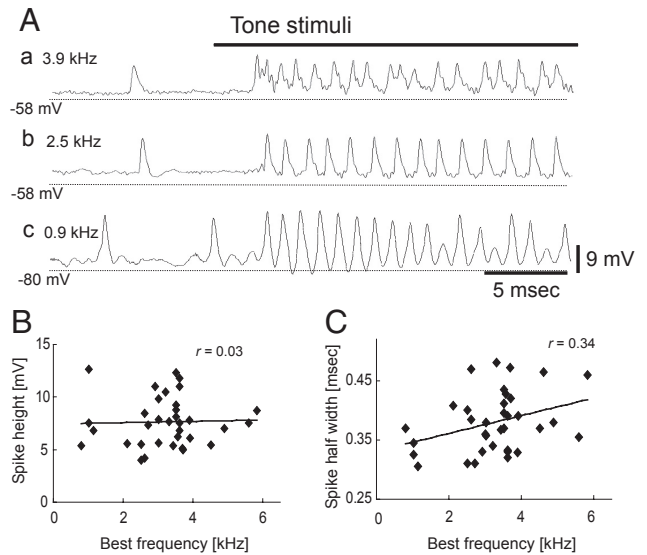 A
Tone stimuli
a 3.9 kHz
-58 mV
b 2.5 kHz
-58 mV
c 0.9 kHz
-80 mV
9 mV
5 msec
B
r = 0.03
Spike height [mV]
15
10
5
0
0 2 4 6
Best frequency [kHz]
C
r = 0.34
Spike half width [msec]
0.45
0.35
0.25
0 2 4 6
Best frequency [kHz]